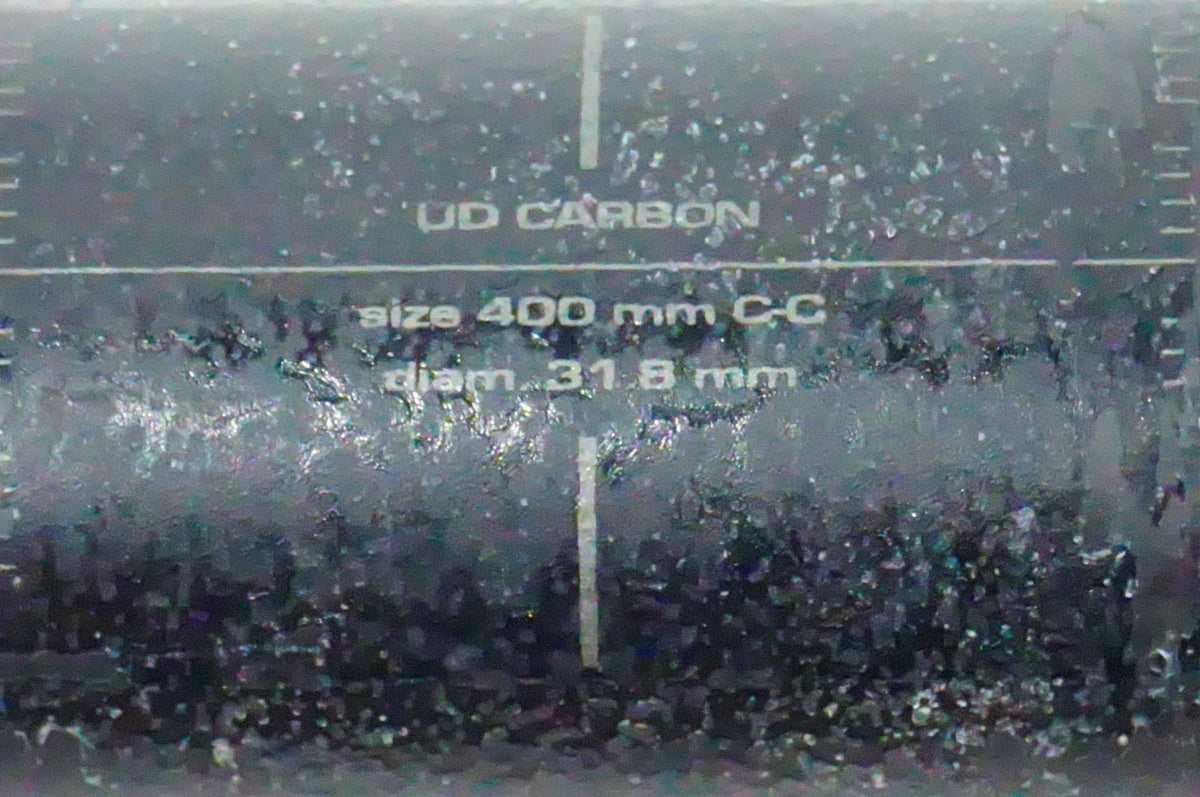 UD CARBON
size 400 mm C-C
diam. 31.8 mm